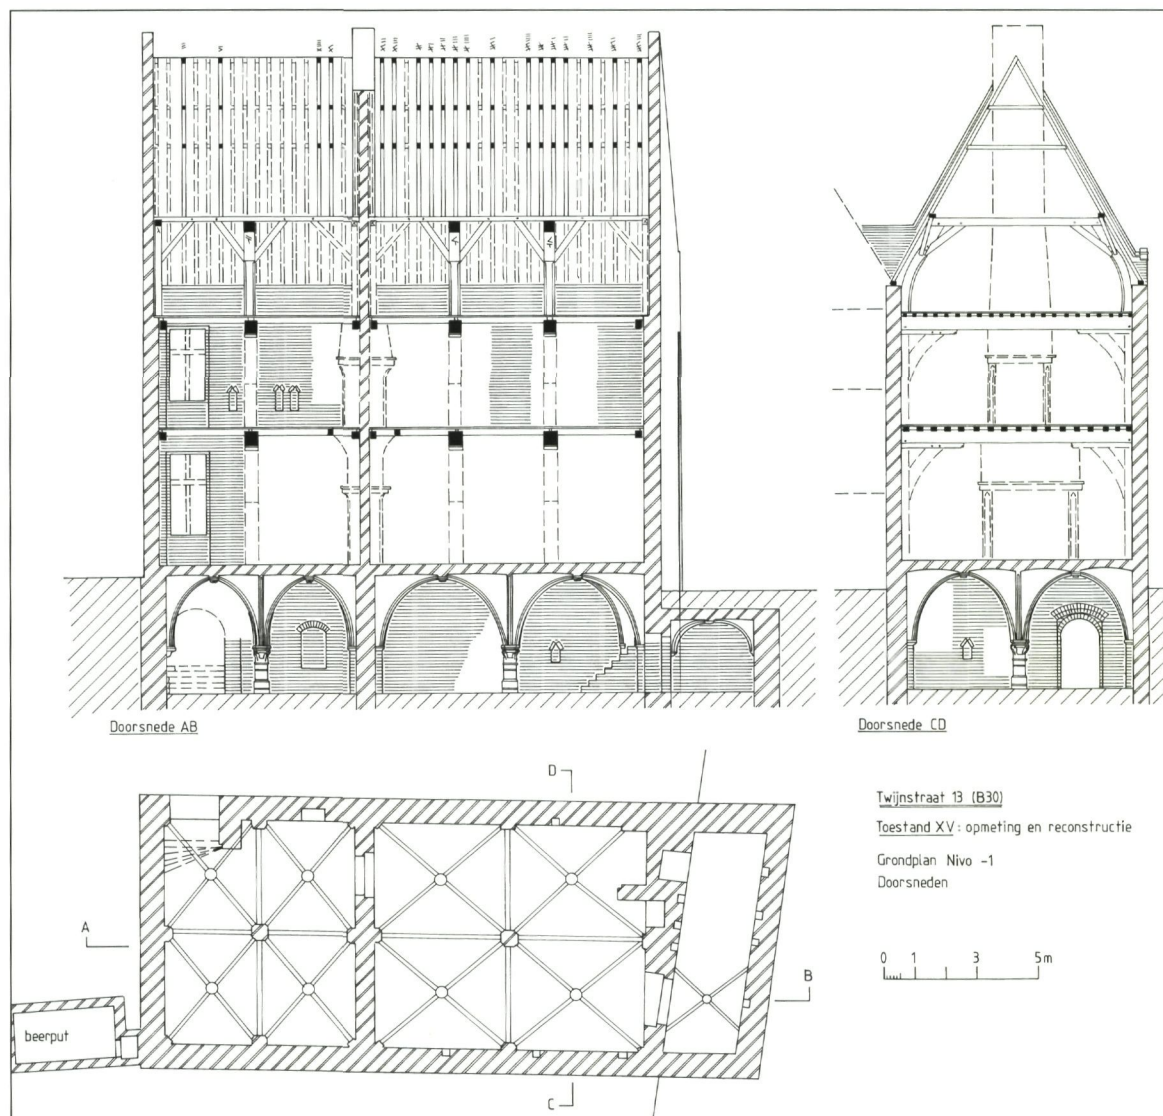 Doorsnede AB
Doorsnede CD
D
Twijnstraat 13 (B30)
Toestand XV: opmeting en reconstructie
Grondplan Nivo -1
Doorsneden
A
0 1 3 5m
B
beerput
C